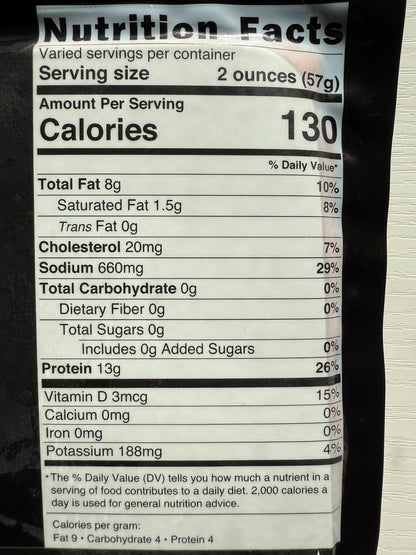 Nutrition Facts
Varied servings per container
Serving size 2 ounces (57g)
Amount Per Serving
Calories 130
% Daily Value*
Total Fat 8g 10%
Saturated Fat 1.5g 8%
Trans Fat 0g
Cholesterol 20mg 7%
Sodium 660mg 29%
Total Carbohydrate 0g 0%
Dietary Fiber 0g 0%
Total Sugars 0g
Includes 0g Added Sugars 0%
Protein 13g 26%
Vitamin D 3mcg 15%
Calcium 0mg 0%
Iron 0mg 0%
Potassium 188mg 4%
*The % Daily Value (DV) tells you how much a nutrient in a
serving of food contributes to a daily diet. 2,000 calories a
day is used for general nutrition advice.
Calories per gram:
Fat 9 • Carbohydrate 4 • Protein 4